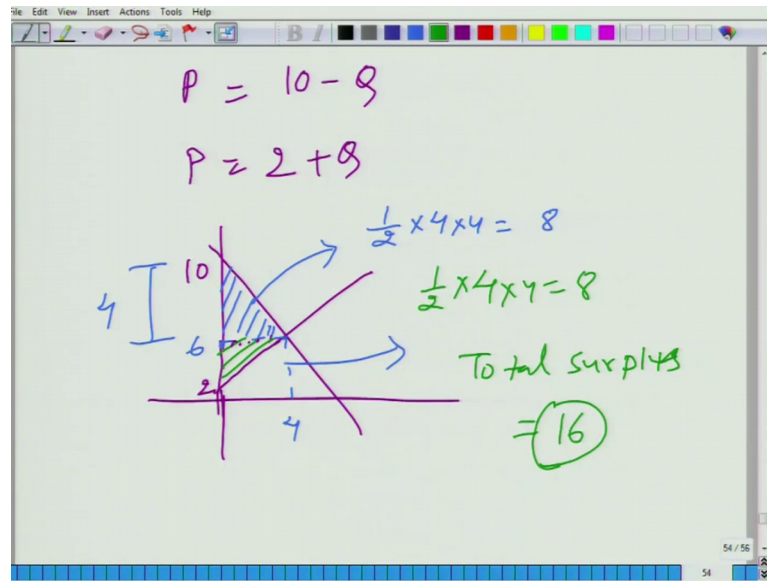 File Edit View Insert Actions Tools Help
B I
P = 10 - Q
P = 2 + Q
1/2 × 4 × 4 = 8
10
1/2 × 4 × 4 = 8
4
6
Total surplus
2
4
= 16
54 / 56
54